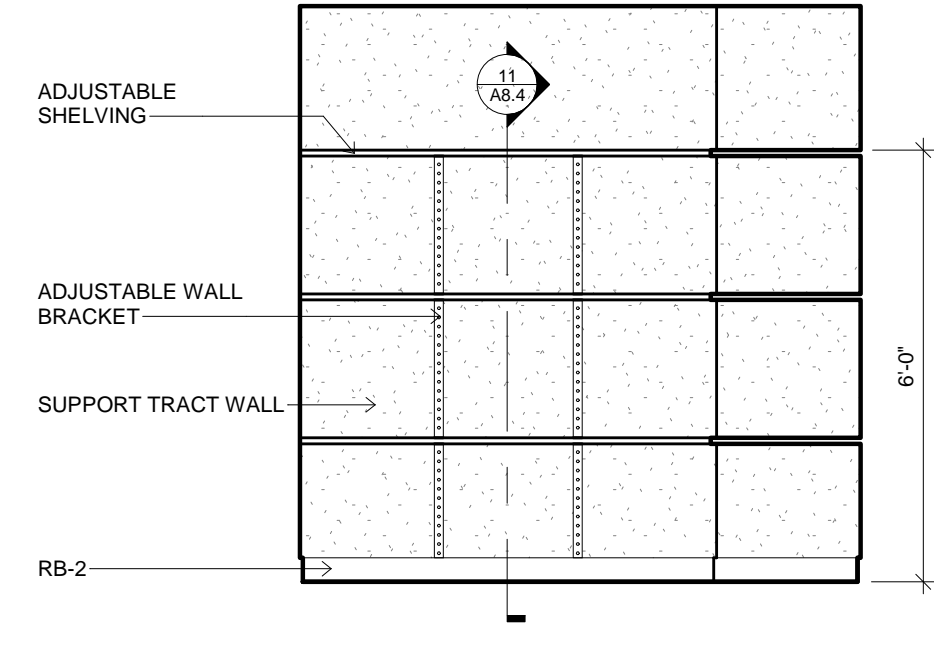 11
A8.4
ADJUSTABLE
SHELVING
ADJUSTABLE WALL
BRACKET
6'-0"
SUPPORT TRACT WALL
RB-2